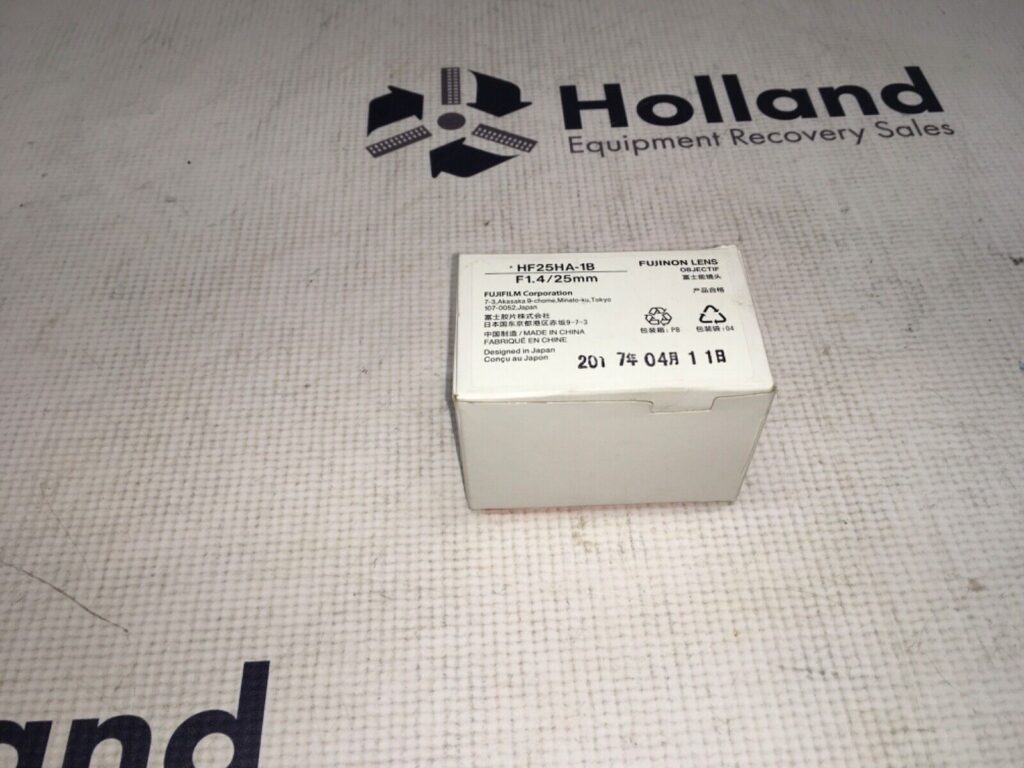 Holland
Equipment Recovery Sales
HF25HA-1B
F1.4/25mm
FUJIFILM Corporation
7-3,Akasaka 9-chome,Minato-ku,Tokyo
107-0052,Japan
富士胶片株式会社
日本国东京都港区赤坂9-7-3
中国制造 / MADE IN CHINA
FABRIQUÉ EN CHINE
Designed in Japan
Conçu au Japon
FUJINON LENS
OBJECTIF
富士能镜头
产品合格
包装箱: PB
包装袋: 04
2017年04月11日
and